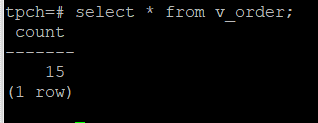 tpch=# select * from v_order;
count
-------
15
(1 row)